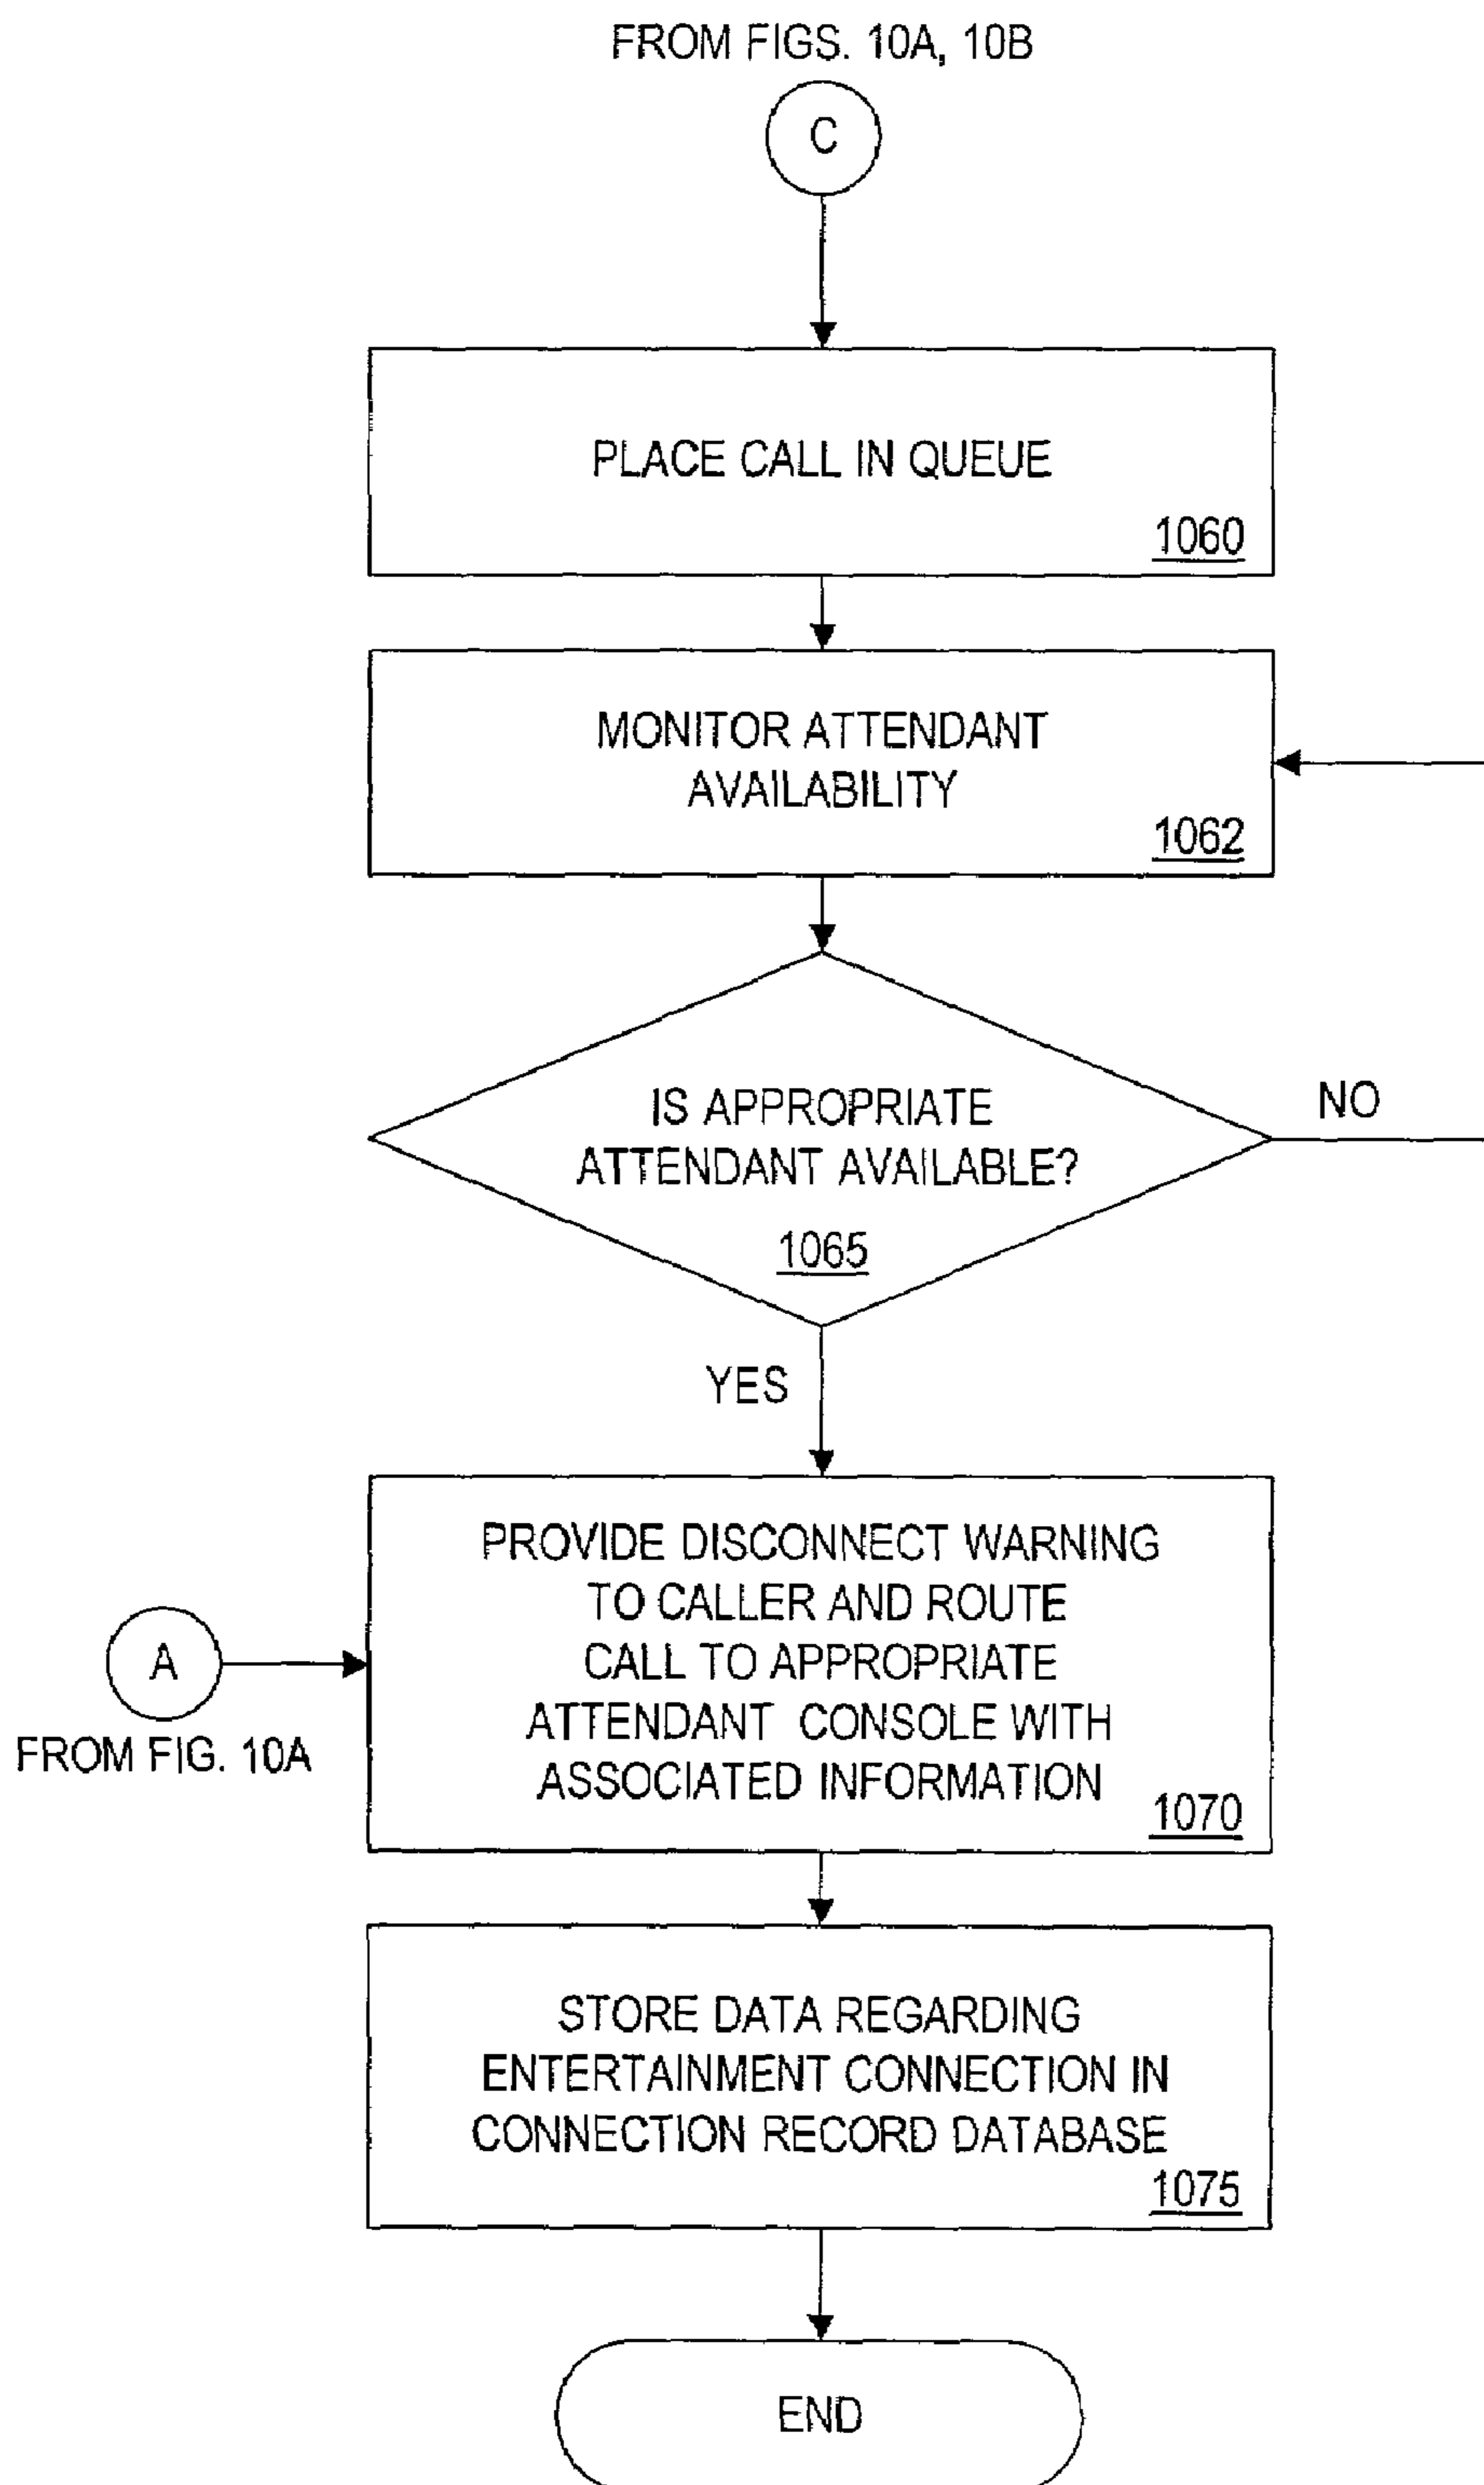 FROM FIGS. 10A, 10B
C
PLACE CALL IN QUEUE
1060
MONITOR ATTENDANT
AVAILABILITY
1062
IS APPROPRIATE
ATTENDANT AVAILABLE?
1065
NO
YES
PROVIDE DISCONNECT WARNING
TO CALLER AND ROUTE
CALL TO APPROPRIATE
ATTENDANT CONSOLE WITH
ASSOCIATED INFORMATION
1070
A
FROM FIG. 10A
STORE DATA REGARDING
ENTERTAINMENT CONNECTION IN
CONNECTION RECORD DATABASE
1075
END